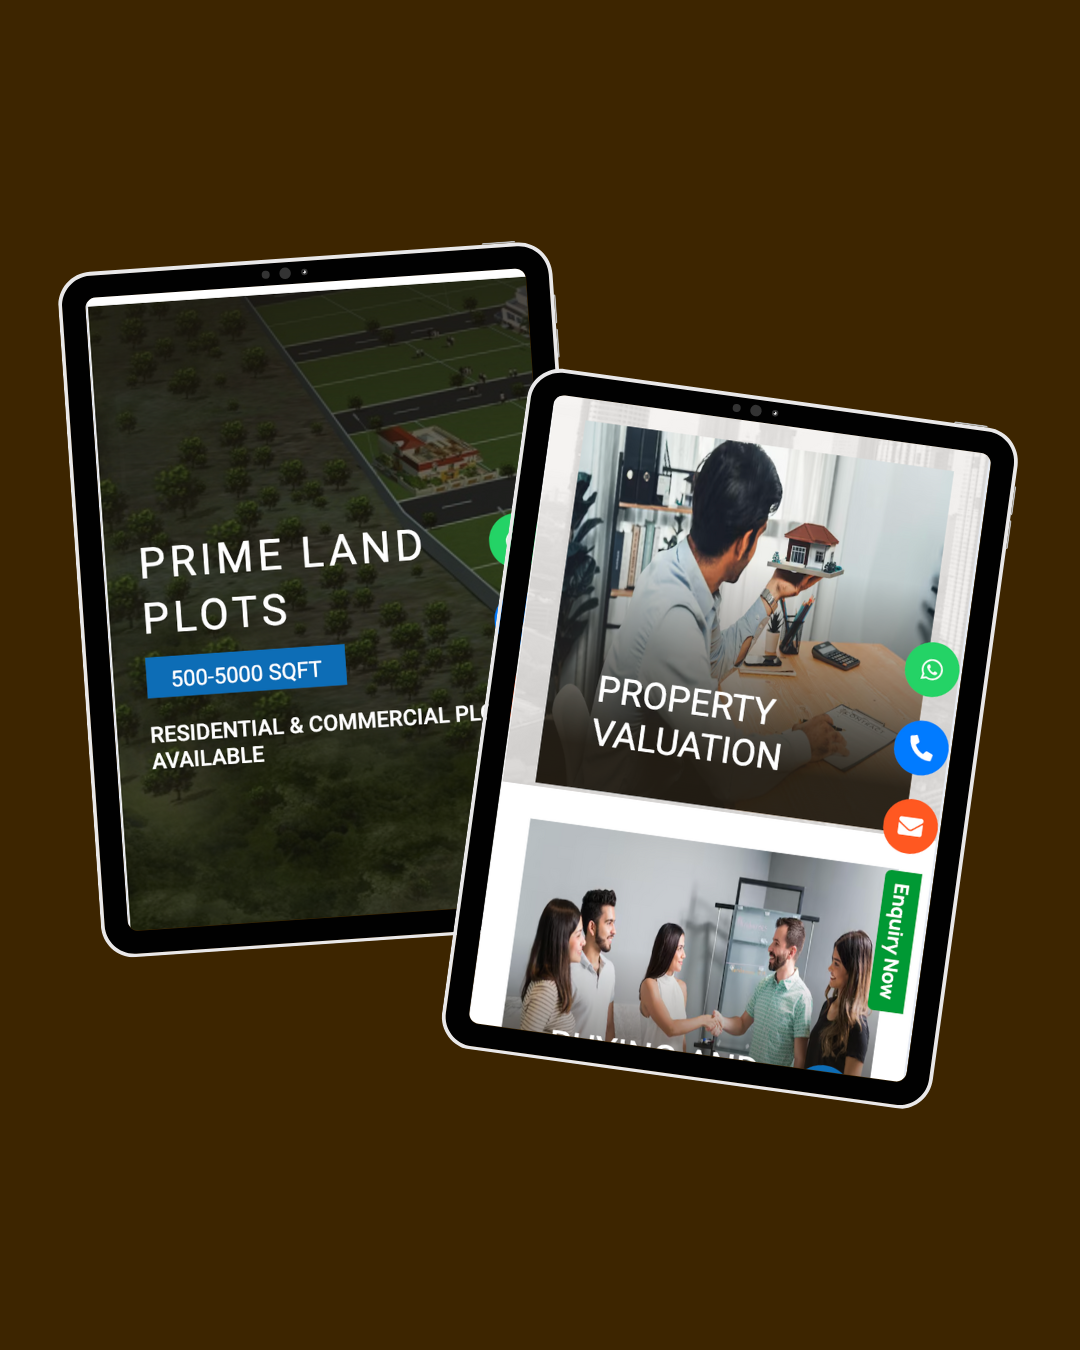 PRIME LAND
PLOTS
500-5000 SQFT
RESIDENTIAL & COMMERCIAL
AVAILABLE
PROPERTY
VALUATION
Enquiry Now